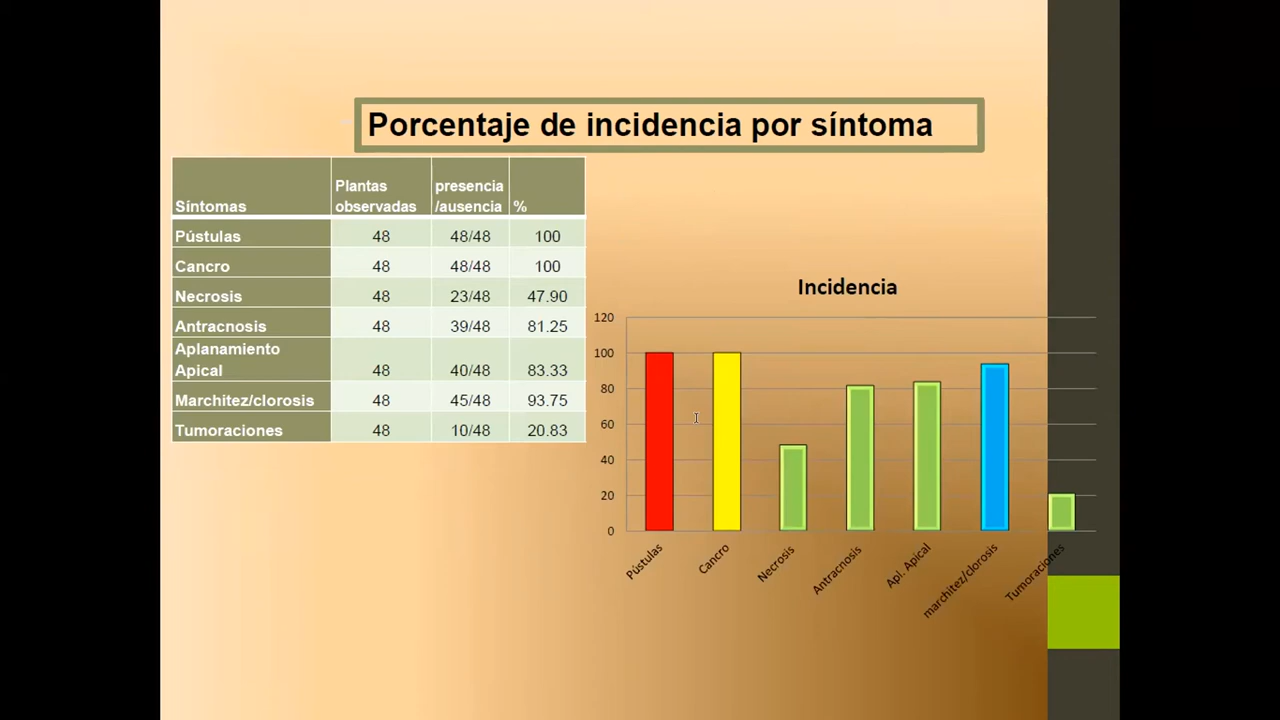 Porcentaje de incidencia por síntoma
Síntomas Plantas observadas presencia /ausencia %
Pústulas 48 48/48 100
Cancro 48 48/48 100
Necrosis 48 23/48 47.90
Antracnosis 48 39/48 81.25
Aplanamiento Apical 48 40/48 83.33
Marchitez/clorosis 48 45/48 93.75
Tumoraciones 48 10/48 20.83
Incidencia
120
100
80
60
40
20
0
Pústulas
Cancro
Necrosis
Antracnosis
Apl. Apical
marchitez/clorosis
Tumoraciones